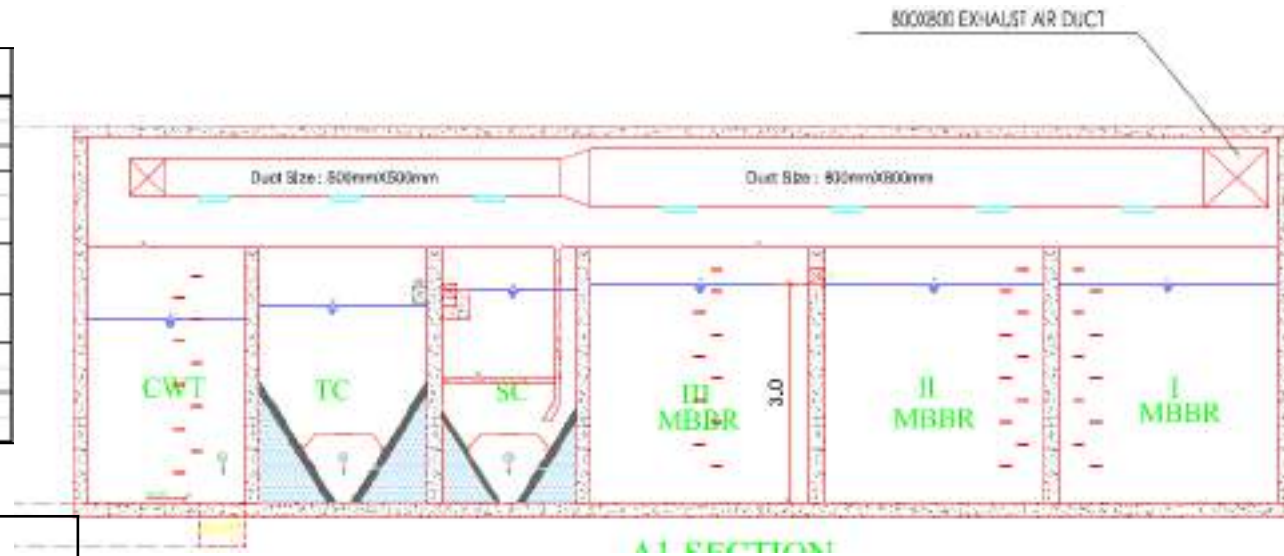 800X800 EXHAUST AIR DUCT
Duct Size : 500mmX500mm
Duct Size : 800mmX800mm
CWT
TC
SC
III
MBBR
3.0
II
MBBR
I
MBBR
A1 SECTION